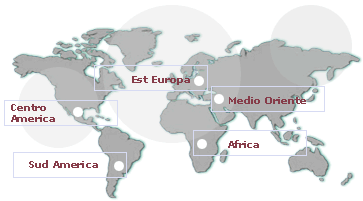 Est Europa
Medio Oriente
Centro
America
Africa
Sud America